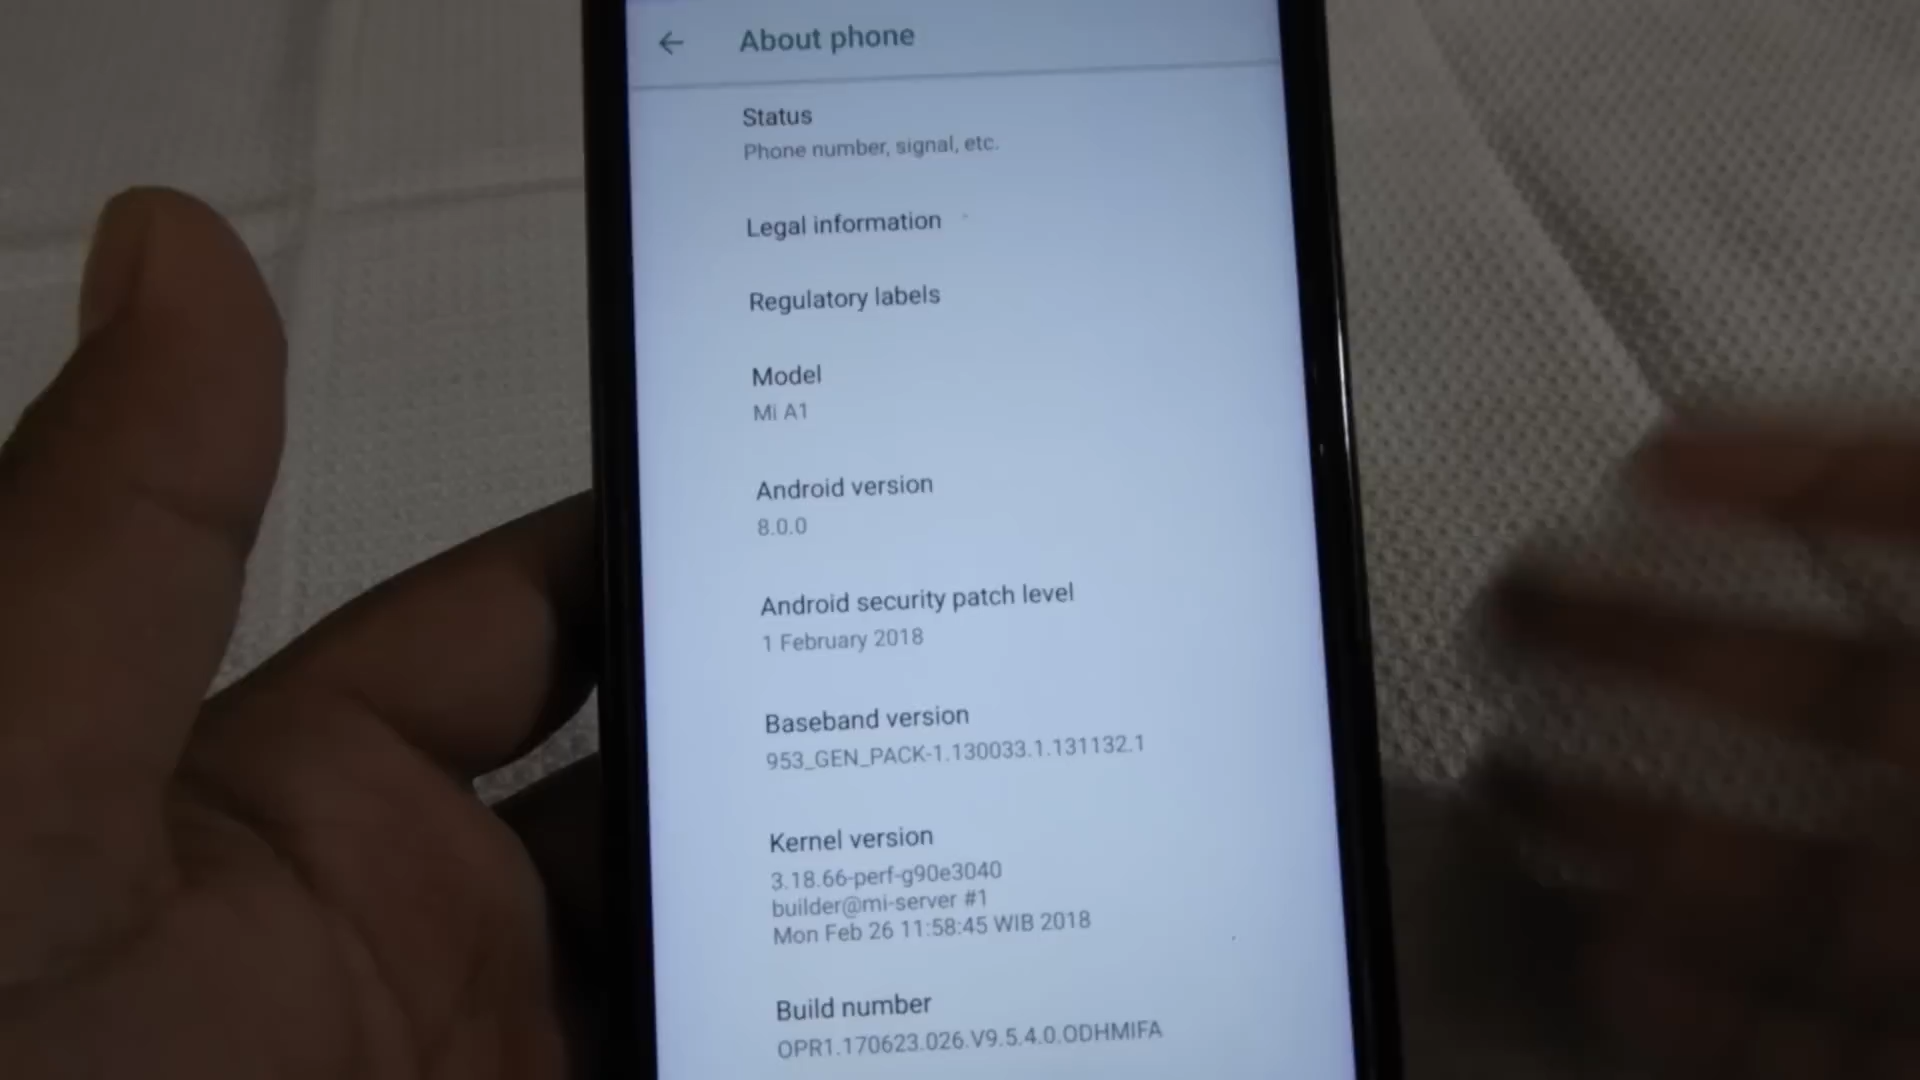 About phone
Status
Phone number, signal, etc.
Legal information
Regulatory labels
Model
Mi A1
Android version
8.0.0
Android security patch level
1 February 2018
Baseband version
953_GEN_PACK-1.130033.1.131132.1
Kernel version
3.18.66-perf-g90e3040
builder@mi-server #1
Mon Feb 26 11:58:45 WIB 2018
Build number
OPR1.170623.026.V9.5.4.0.ODHMIFA